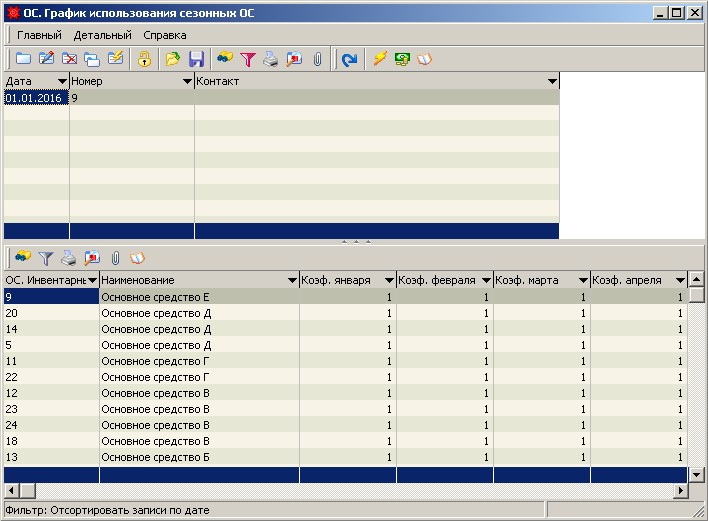 ОС. График использования сезонных ОС
Главный Детальный Справка
Дата Номер Контакт
01.01.2016 9
ОС. Инвентарны Наименование Коэф. января Коэф. февраля Коэф. марта Коэф. апреля
9 Основное средство Е 1 1 1 1
20 Основное средство Д 1 1 1 1
14 Основное средство Д 1 1 1 1
5 Основное средство Д 1 1 1 1
11 Основное средство Г 1 1 1 1
22 Основное средство Г 1 1 1 1
12 Основное средство В 1 1 1 1
23 Основное средство В 1 1 1 1
24 Основное средство В 1 1 1 1
18 Основное средство В 1 1 1 1
13 Основное средство Б 1 1 1 1
Фильтр: Отсортировать записи по дате